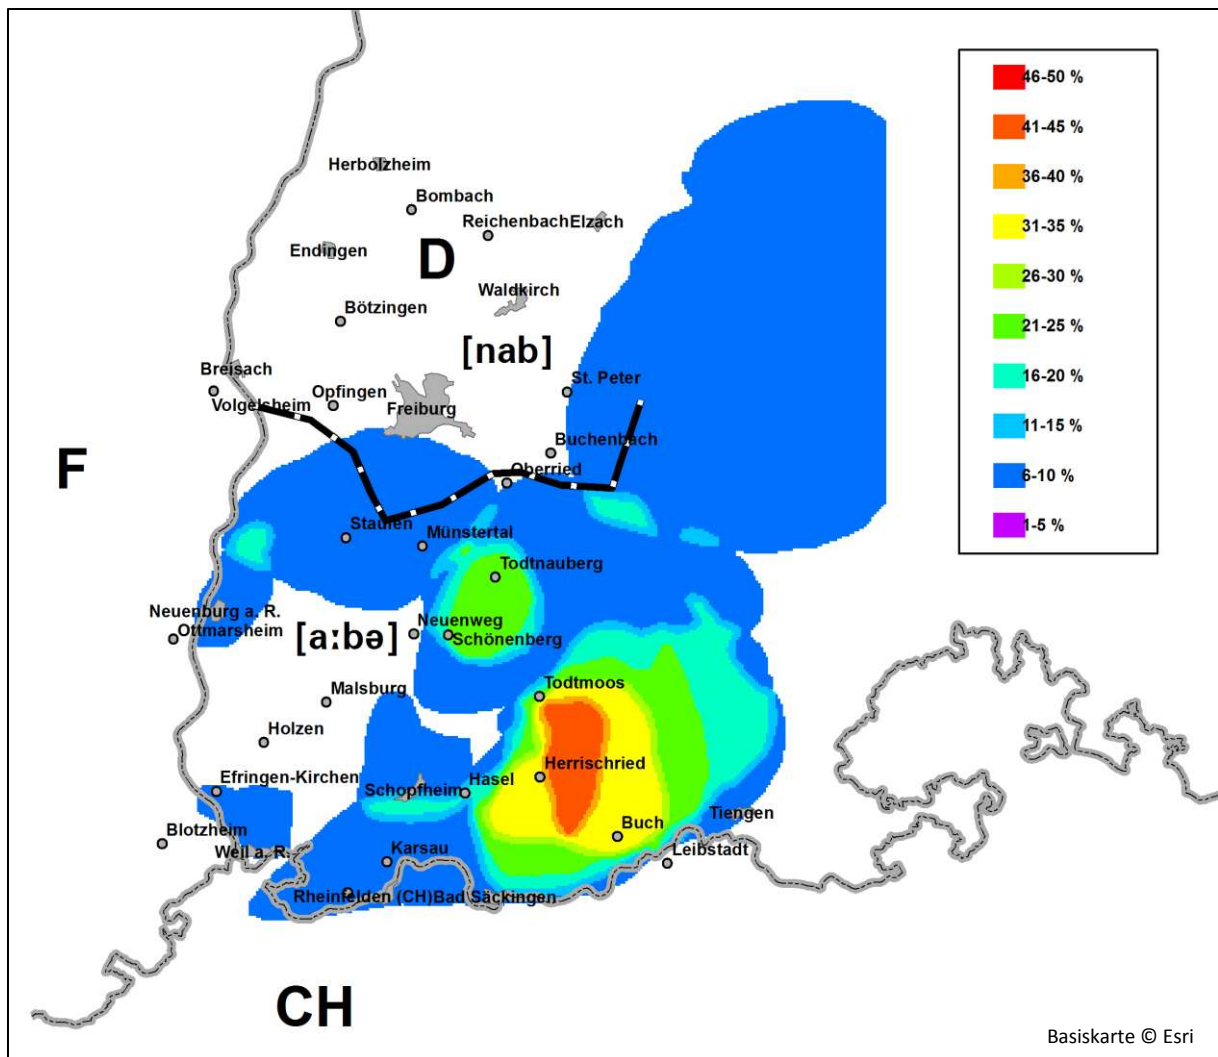 46-50 %
41-45 %
36-40 %
31-35 %
26-30 %
21-25 %
16-20 %
11-15 %
6-10 %
1-5 %
Herbolzheim
Bombach
Reichenbach
Elzach
Endingen
D
Waldkirch
Bötzingen
[nab]
Breisach
Volgelsheim
Opfingen
Freiburg
St. Peter
Buchenbach
F
Oberried
Staufen
Münstertal
Todtnauberg
Neuenburg a. R.
Ottmarsheim
[a:bə]
Neuenweg
Schönenberg
Malsburg
Todtmoos
Holzen
Efringen-Kirchen
Schopfheim
Hasel
Herrischried
Blotzheim
Weil a. R.
Karsau
Buch
Tiengen
Leibstadt
Rheinfelden (CH)
Bad Säckingen
CH
Basiskarte © Esri